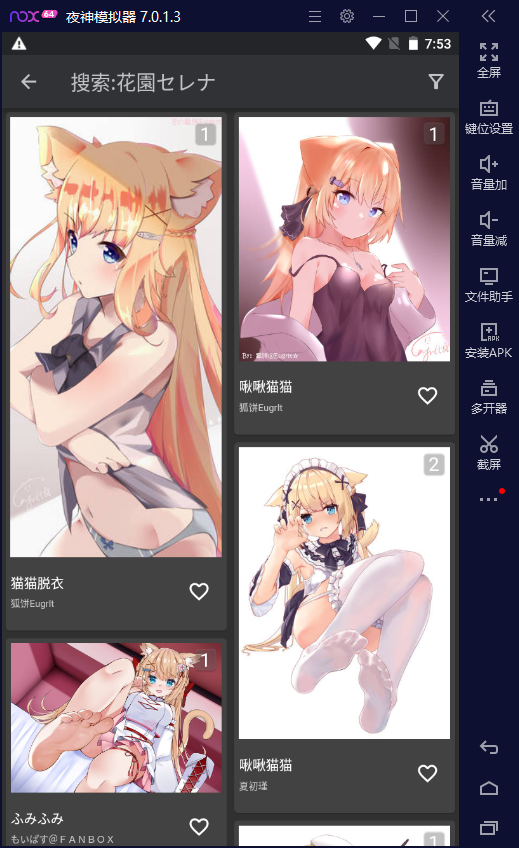 nox 64 夜神模拟器 7.0.1.3
7:53
搜索:花園セレナ
1
猫猫脱衣
狐饼Eugrlt
1
啾啾猫猫
狐饼Eugrlt
2
啾啾猫猫
夏初瑾
1
ふみふみ
もいぱす@ＦＡＮＢＯＸ
1
全屏
键位设置
音量加
音量减
文件助手
APK
安装APK
多开器
截屏